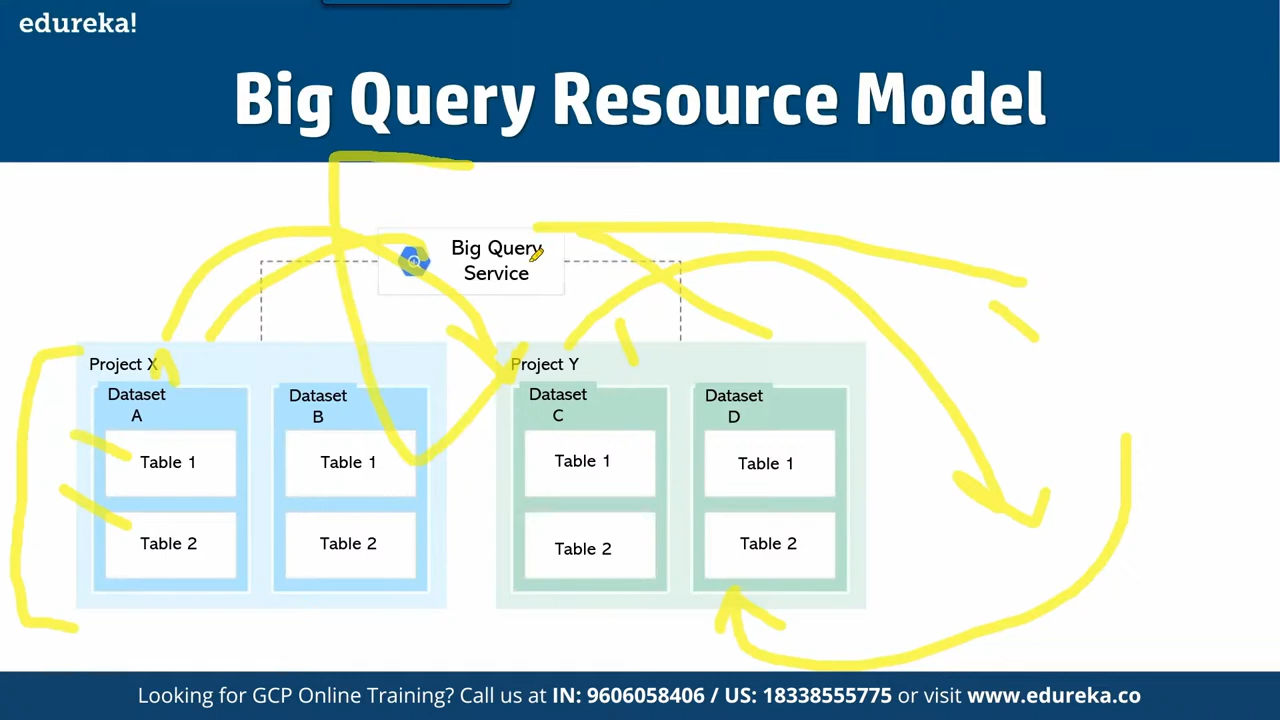 edureka!
Big Query Resource Model
Big Query
Service
Project X
Dataset
A
Table 1
Table 2
Dataset
B
Table 1
Table 2
Project Y
Dataset
C
Table 1
Table 2
Dataset
D
Table 1
Table 2
Looking for GCP Online Training? Call us at IN: 9606058406 / US: 18338555775 or visit www.edureka.co